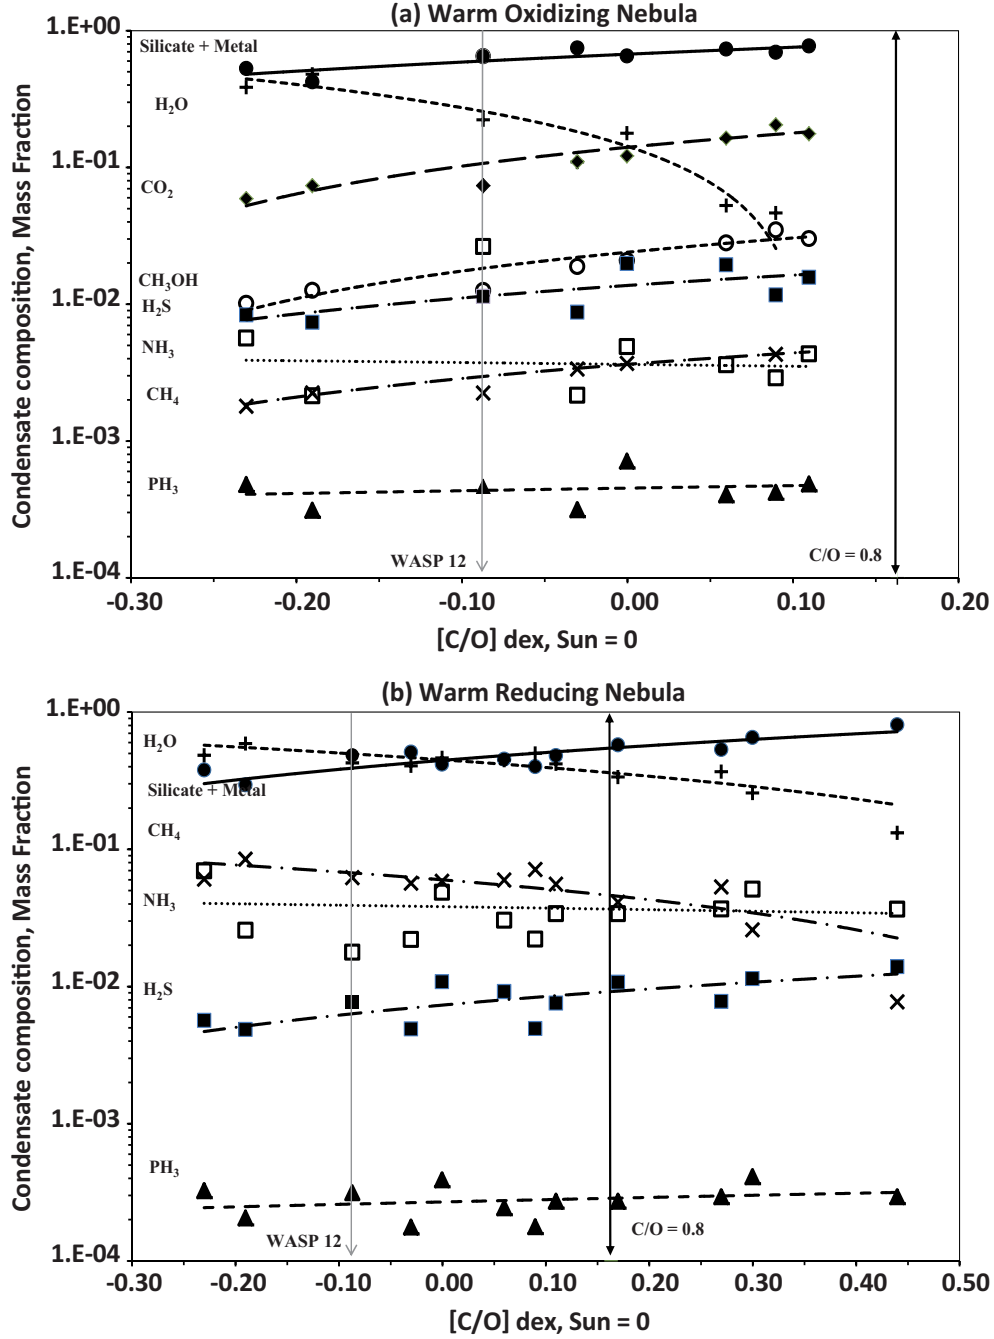 (a) Warm Oxidizing Nebula
1.E+00
Silicate + Metal
H₂O
1.E-01
CO₂
CH₃OH
1.E-02
H₂S
NH₃
CH₄
1.E-03
PH₃
WASP 12
C/O = 0.8
1.E-04
-0.30
-0.20
-0.10
0.00
0.10
0.20
[C/O] dex, Sun = 0
Condensate composition, Mass Fraction
(b) Warm Reducing Nebula
1.E+00
H₂O
Silicate + Metal
CH₄
1.E-01
NH₃
H₂S
1.E-02
1.E-03
PH₃
C/O = 0.8
WASP 12
1.E-04
-0.30
-0.20
-0.10
0.00
0.10
0.20
0.30
0.40
0.50
[C/O] dex, Sun = 0
Condensate composition, Mass Fraction